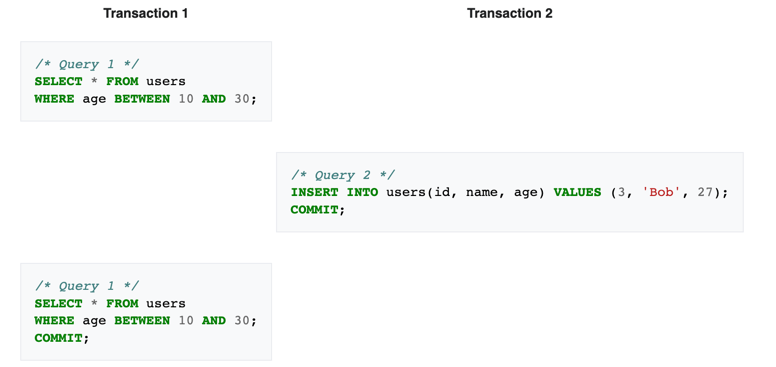 Transaction 1
Transaction 2
/* Query 1 */
SELECT * FROM users
WHERE age BETWEEN 10 AND 30;
/* Query 2 */
INSERT INTO users(id, name, age) VALUES (3, 'Bob', 27);
COMMIT;
/* Query 1 */
SELECT * FROM users
WHERE age BETWEEN 10 AND 30;
COMMIT;